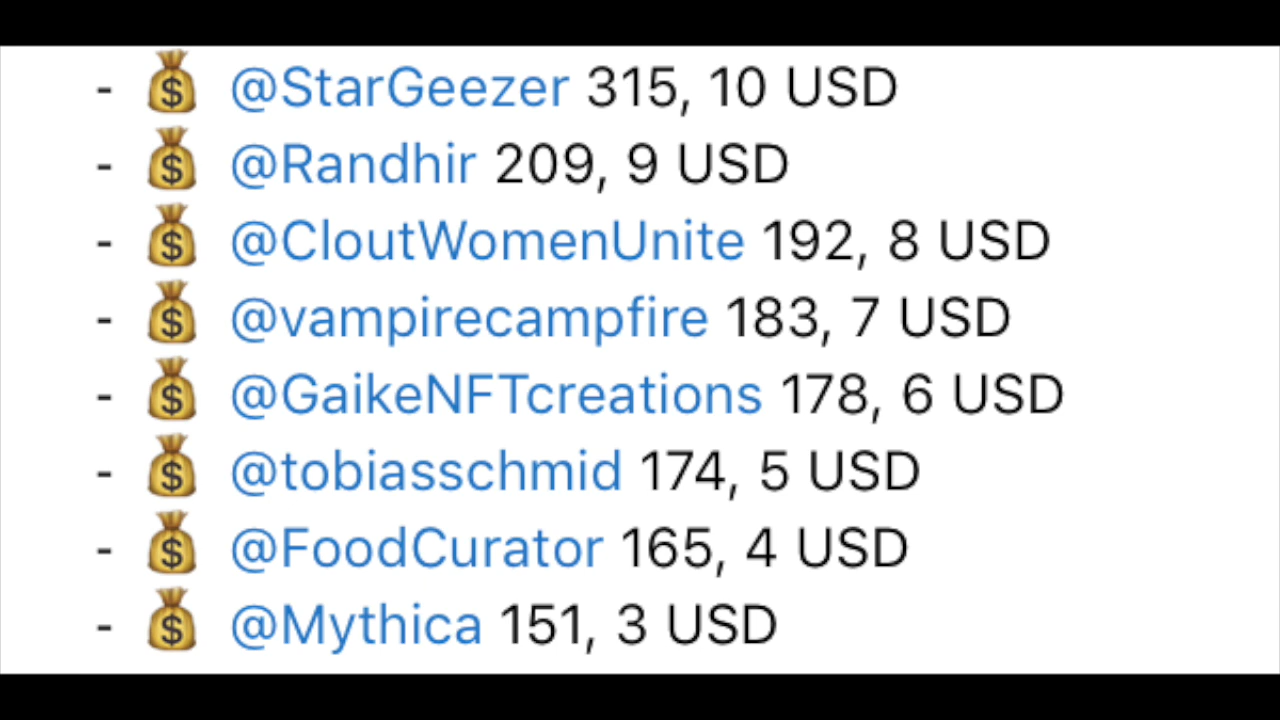 - 💰 @StarGeezer 315, 10 USD
- 💰 @Randhir 209, 9 USD
- 💰 @CloutWomenUnite 192, 8 USD
- 💰 @vampirecampfire 183, 7 USD
- 💰 @GaikeNFTcreations 178, 6 USD
- 💰 @tobiasschmid 174, 5 USD
- 💰 @FoodCurator 165, 4 USD
- 💰 @Mythica 151, 3 USD